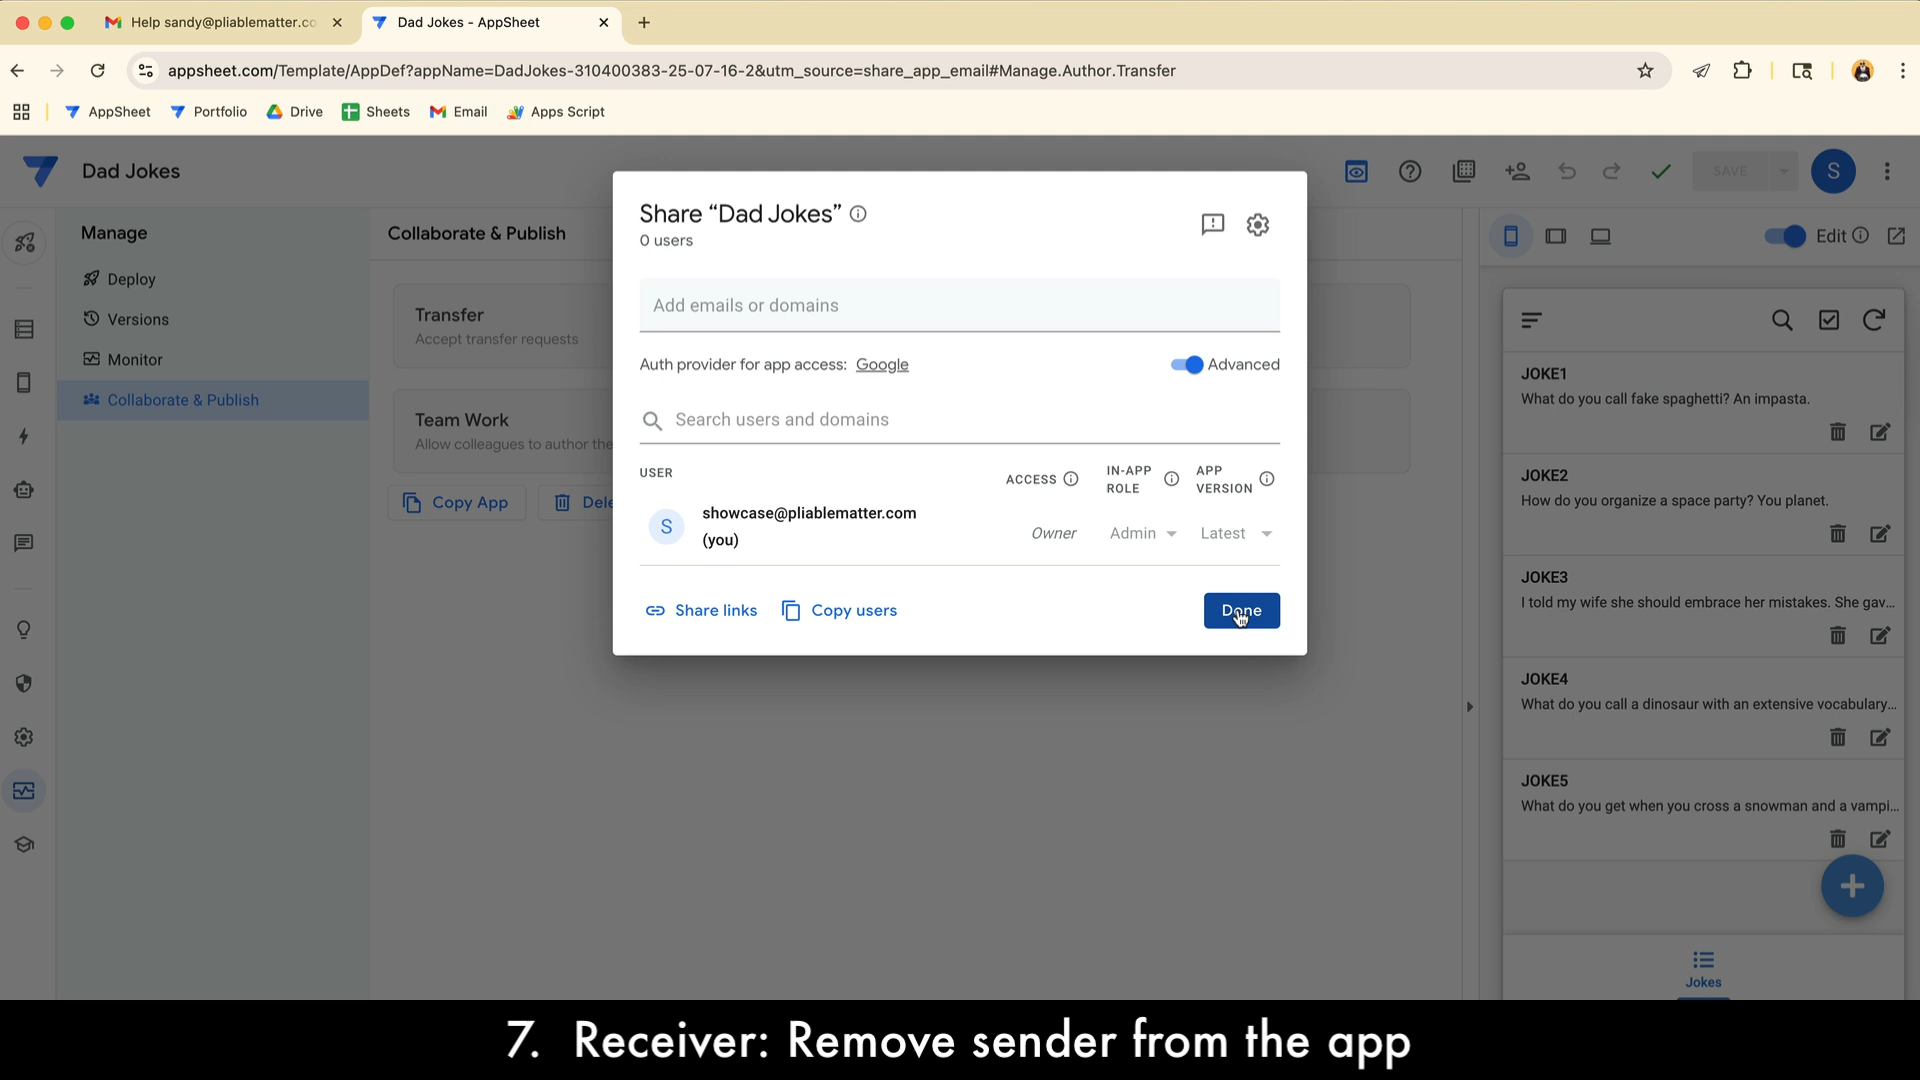 Help sandy@pliablematter.co
Dad Jokes - AppSheet
appsheet.com/Template/AppDef?appName=DadJokes-310400383-25-07-16-2&utm_source=share_app_email#Manage.Author.Transfer
AppSheet
Portfolio
Drive
Sheets
Email
Apps Script
Dad Jokes
SAVE
S
Manage
Deploy
Versions
Monitor
Collaborate & Publish
Collaborate & Publish
Transfer
Accept transfer requests
Team Work
Allow colleagues to author the
Copy App
Dele
Share “Dad Jokes”
0 users
Add emails or domains
Auth provider for app access: Google
Advanced
Search users and domains
USER
ACCESS
IN-APP
ROLE
APP
VERSION
S
showcase@pliablematter.com
(you)
Owner
Admin
Latest
Share links
Copy users
Done
Edit
JOKE1
What do you call fake spaghetti? An impasta.
JOKE2
How do you organize a space party? You planet.
JOKE3
I told my wife she should embrace her mistakes. She gav...
JOKE4
What do you call a dinosaur with an extensive vocabulary...
JOKE5
What do you get when you cross a snowman and a vampi...
Jokes
7. Receiver: Remove sender from the app